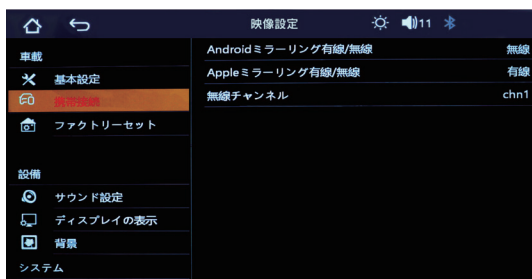 映像設定 11
車載
Androidミラーリング有線/無線 無線
基本設定
Appleミラーリング有線/無線 有線
携帯接続
無線チャンネル chn1
ファクトリーセット
設備
サウンド設定
ディスプレイの表示
背景
システム